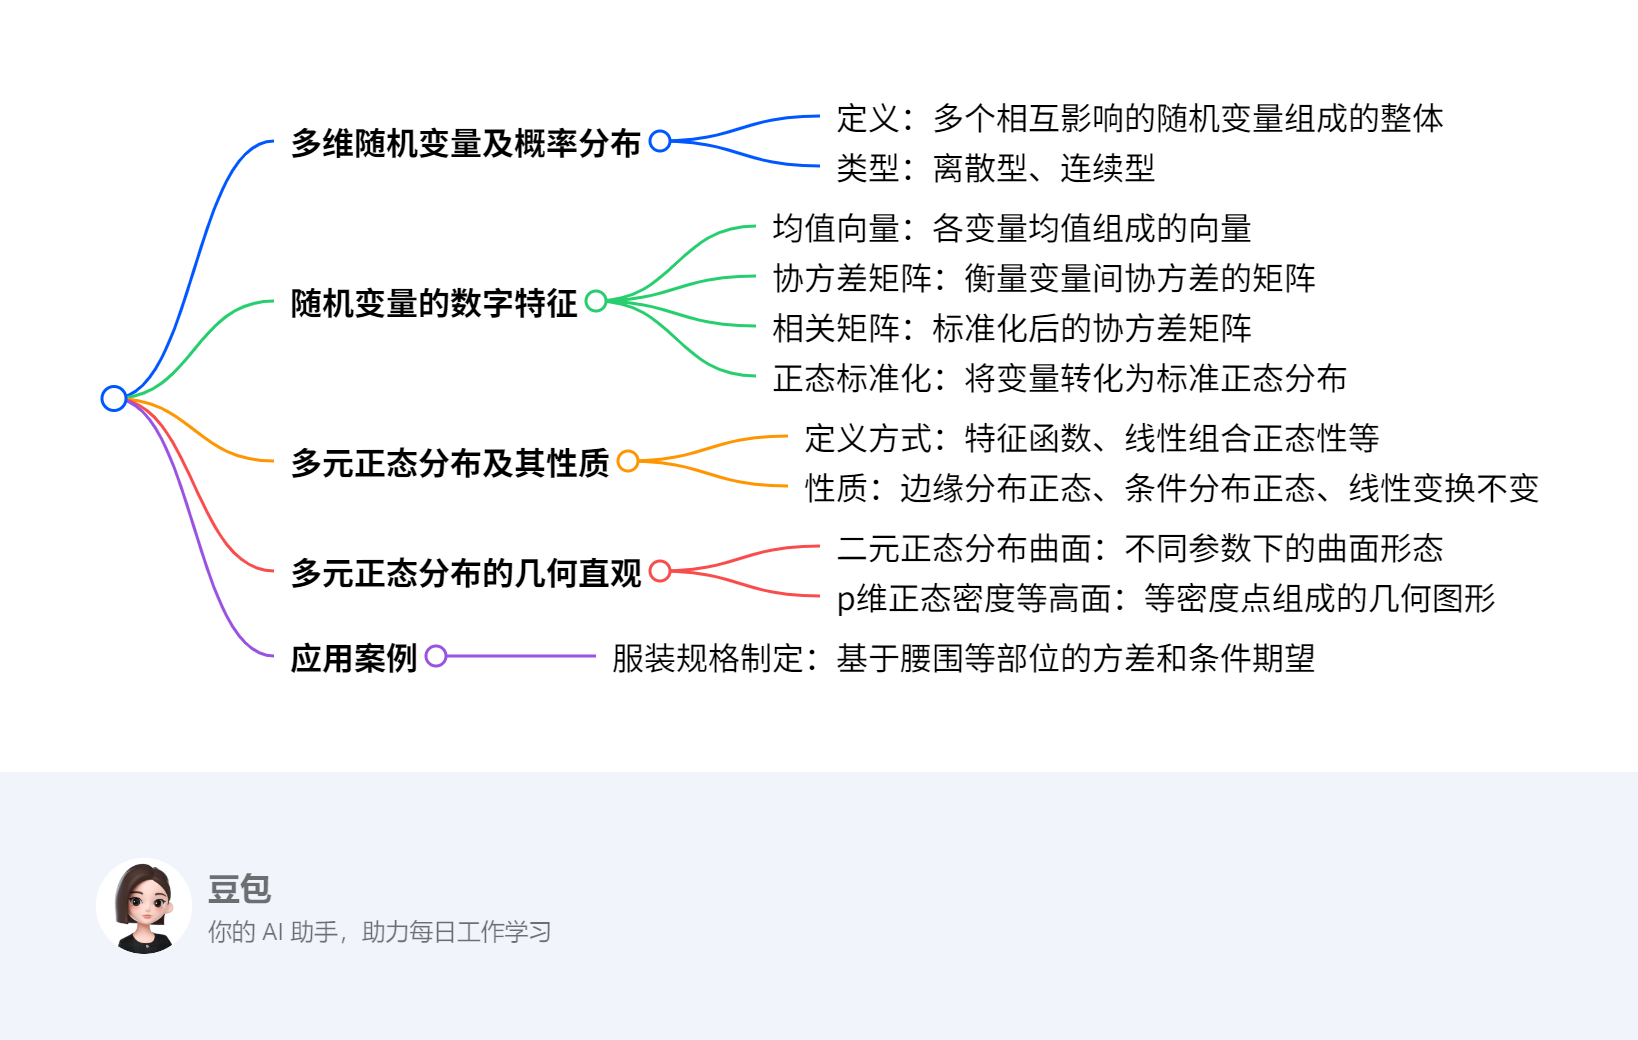 多维随机变量及概率分布
定义：多个相互影响的随机变量组成的整体
类型：离散型、连续型
随机变量的数字特征
均值向量：各变量均值组成的向量
协方差矩阵：衡量变量间协方差的矩阵
相关矩阵：标准化后的协方差矩阵
正态标准化：将变量转化为标准正态分布
多元正态分布及其性质
定义方式：特征函数、线性组合正态性等
性质：边缘分布正态、条件分布正态、线性变换不变
多元正态分布的几何直观
二元正态分布曲面：不同参数下的曲面形态
p维正态密度等高面：等密度点组成的几何图形
应用案例
服装规格制定：基于腰围等部位的方差和条件期望
豆包
你的 AI 助手，助力每日工作学习